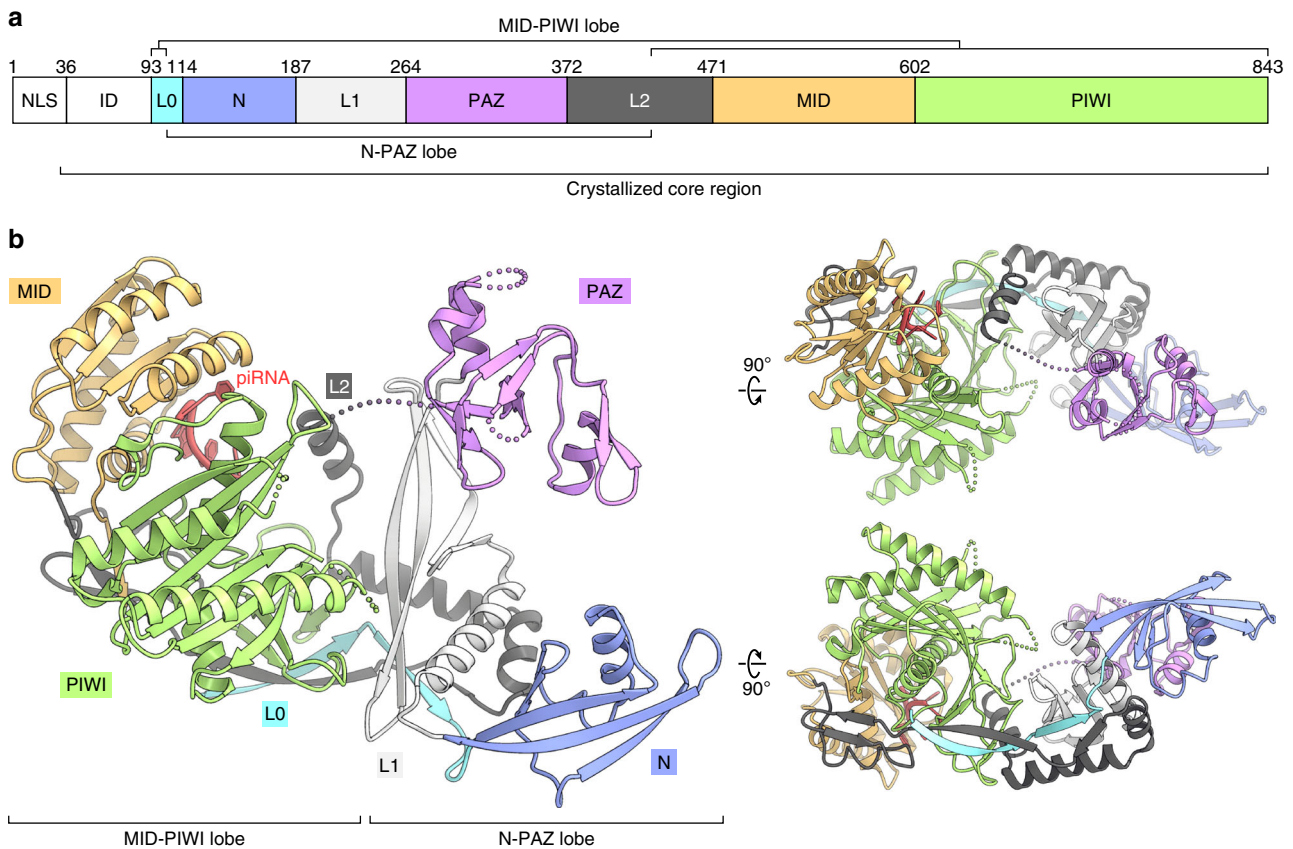 a
MID-PIWI lobe
1 36 93 114 187 264 372 471 602 843
NLS ID L0 N L1 PAZ L2 MID PIWI
N-PAZ lobe
Crystallized core region
b
MID
PAZ
piRNA
L2
PIWI
L0
L1
N
MID-PIWI lobe
N-PAZ lobe
90°
90°